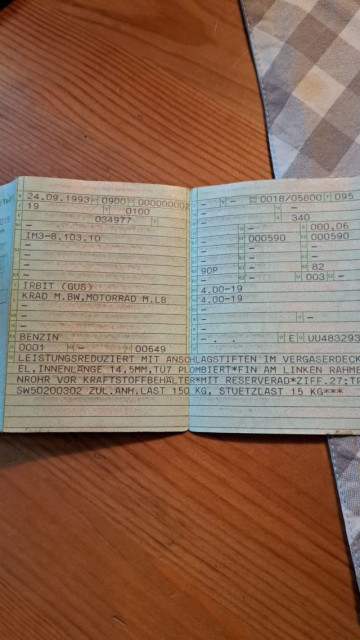 24.09.1993 0900 000000002
19 0100
034977
IM3-8.103.10
-
-
-
IRBIT (GUS)
KRAD M.BW,MOTORRAD M.LB
-
-
-
BENZIN
0001 - 00649
- - 0018/05800 095
- -
- 340
- - 000,06
- 000590 000590
-
90P 82
- 003 -
4.00-19
4.00-19
-
- - -
-
- . . - E UU483293
LEISTUNGSREDUZIERT MIT ANSCHLAGSTIFTEN IM VERGASERDECK
EL,INNENLÄNGE 14,5MM,TÜ7 PLOMBIERT*FIN AM LINKEN RAHME
NROHR VOR KRAFTSTOFFBEHÄLTER*MIT RESERVERAD*ZIFF.27:T
SW50200302 ZUL.ANH.LAST 150 KG, STUETZLAST 15 KG***